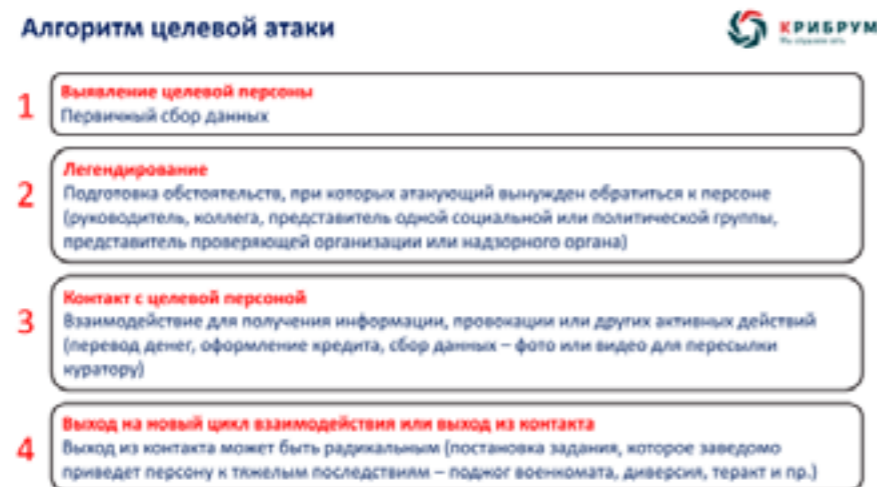 Алгоритм целевой атаки
КРИБРУМ
1
Выявление целевой персоны
Первичный сбор данных
2
Легендирование
Подготовка обстоятельств, при которых атакующий вынужден обратиться к персоне
(руководитель, коллега, представитель одной социальной или политической группы,
представитель проверяющей организации или надзорного органа)
3
Контакт с целевой персоной
Взаимодействие для получения информации, провокации или других активных действий
(перевод денег, оформление кредита, сбор данных – фото или видео для пересылки
куратору)
4
Выход на новый цикл взаимодействия или выход из контакта
Выход из контакта может быть радикальным (постановка задания, которое заведомо
приведет персону к тяжелым последствиям – поджог военкомата, диверсия, теракт и пр.)